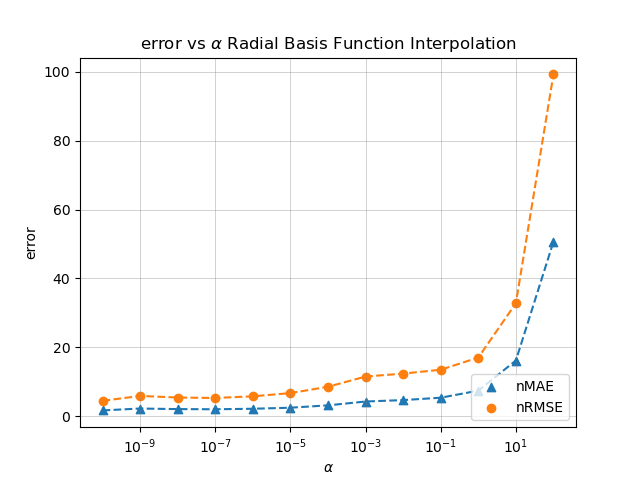 error vs α Radial Basis Function Interpolation
100
80
60
40
20
0
error
10⁻⁹
10⁻⁷
10⁻⁵
10⁻³
10⁻¹
10¹
α
nMAE
nRMSE